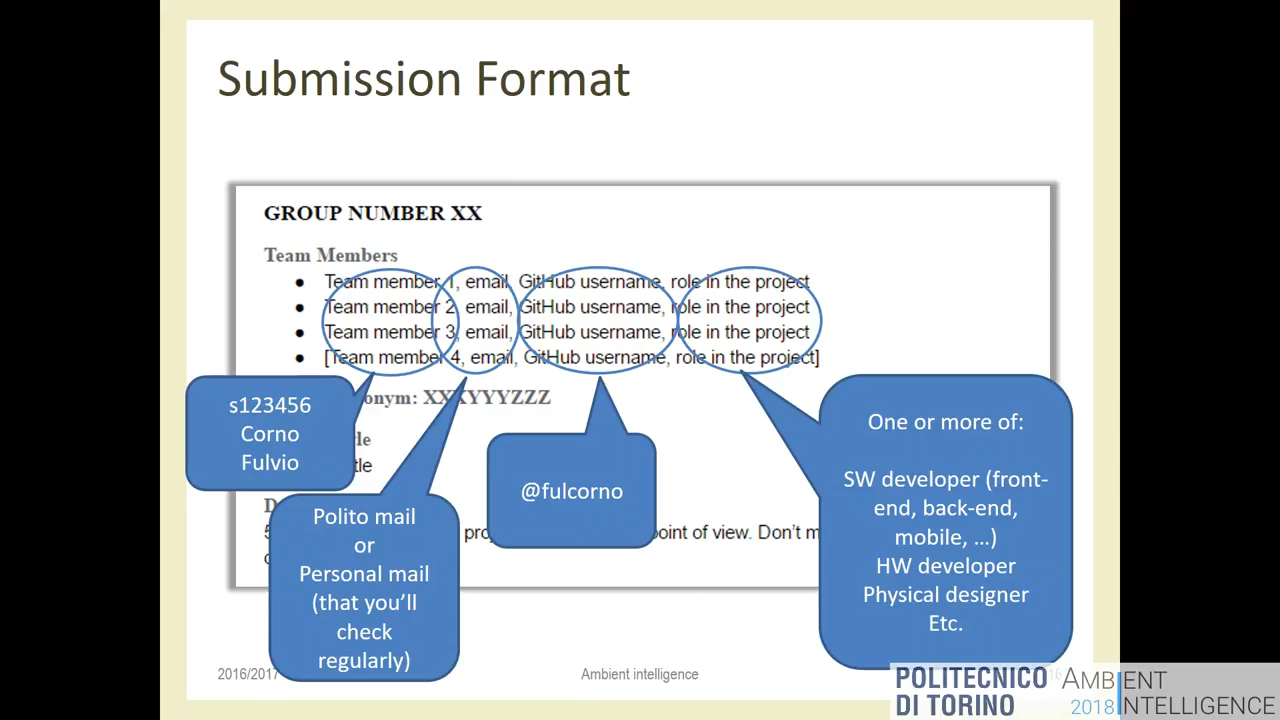 Submission Format
GROUP NUMBER XX
Team Members
• Team member 1, email, GitHub username, role in the project
• Team member 2, email, GitHub username, role in the project
• Team member 3, email, GitHub username, role in the project
• [Team member 4, email, GitHub username, role in the project]
onym: XXXYYYZZZ
s123456
Corno
Fulvio
Polito mail
or
Personal mail
(that you'll
check
regularly)
@fulcorno
One or more of:
SW developer (front-
end, back-end,
mobile, …)
HW developer
Physical designer
Etc.
point of view. Don't
2016/2017
Ambient intelligence
POLITECNICO
DI TORINO
AMBIENT
2018 INTELLIGENCE